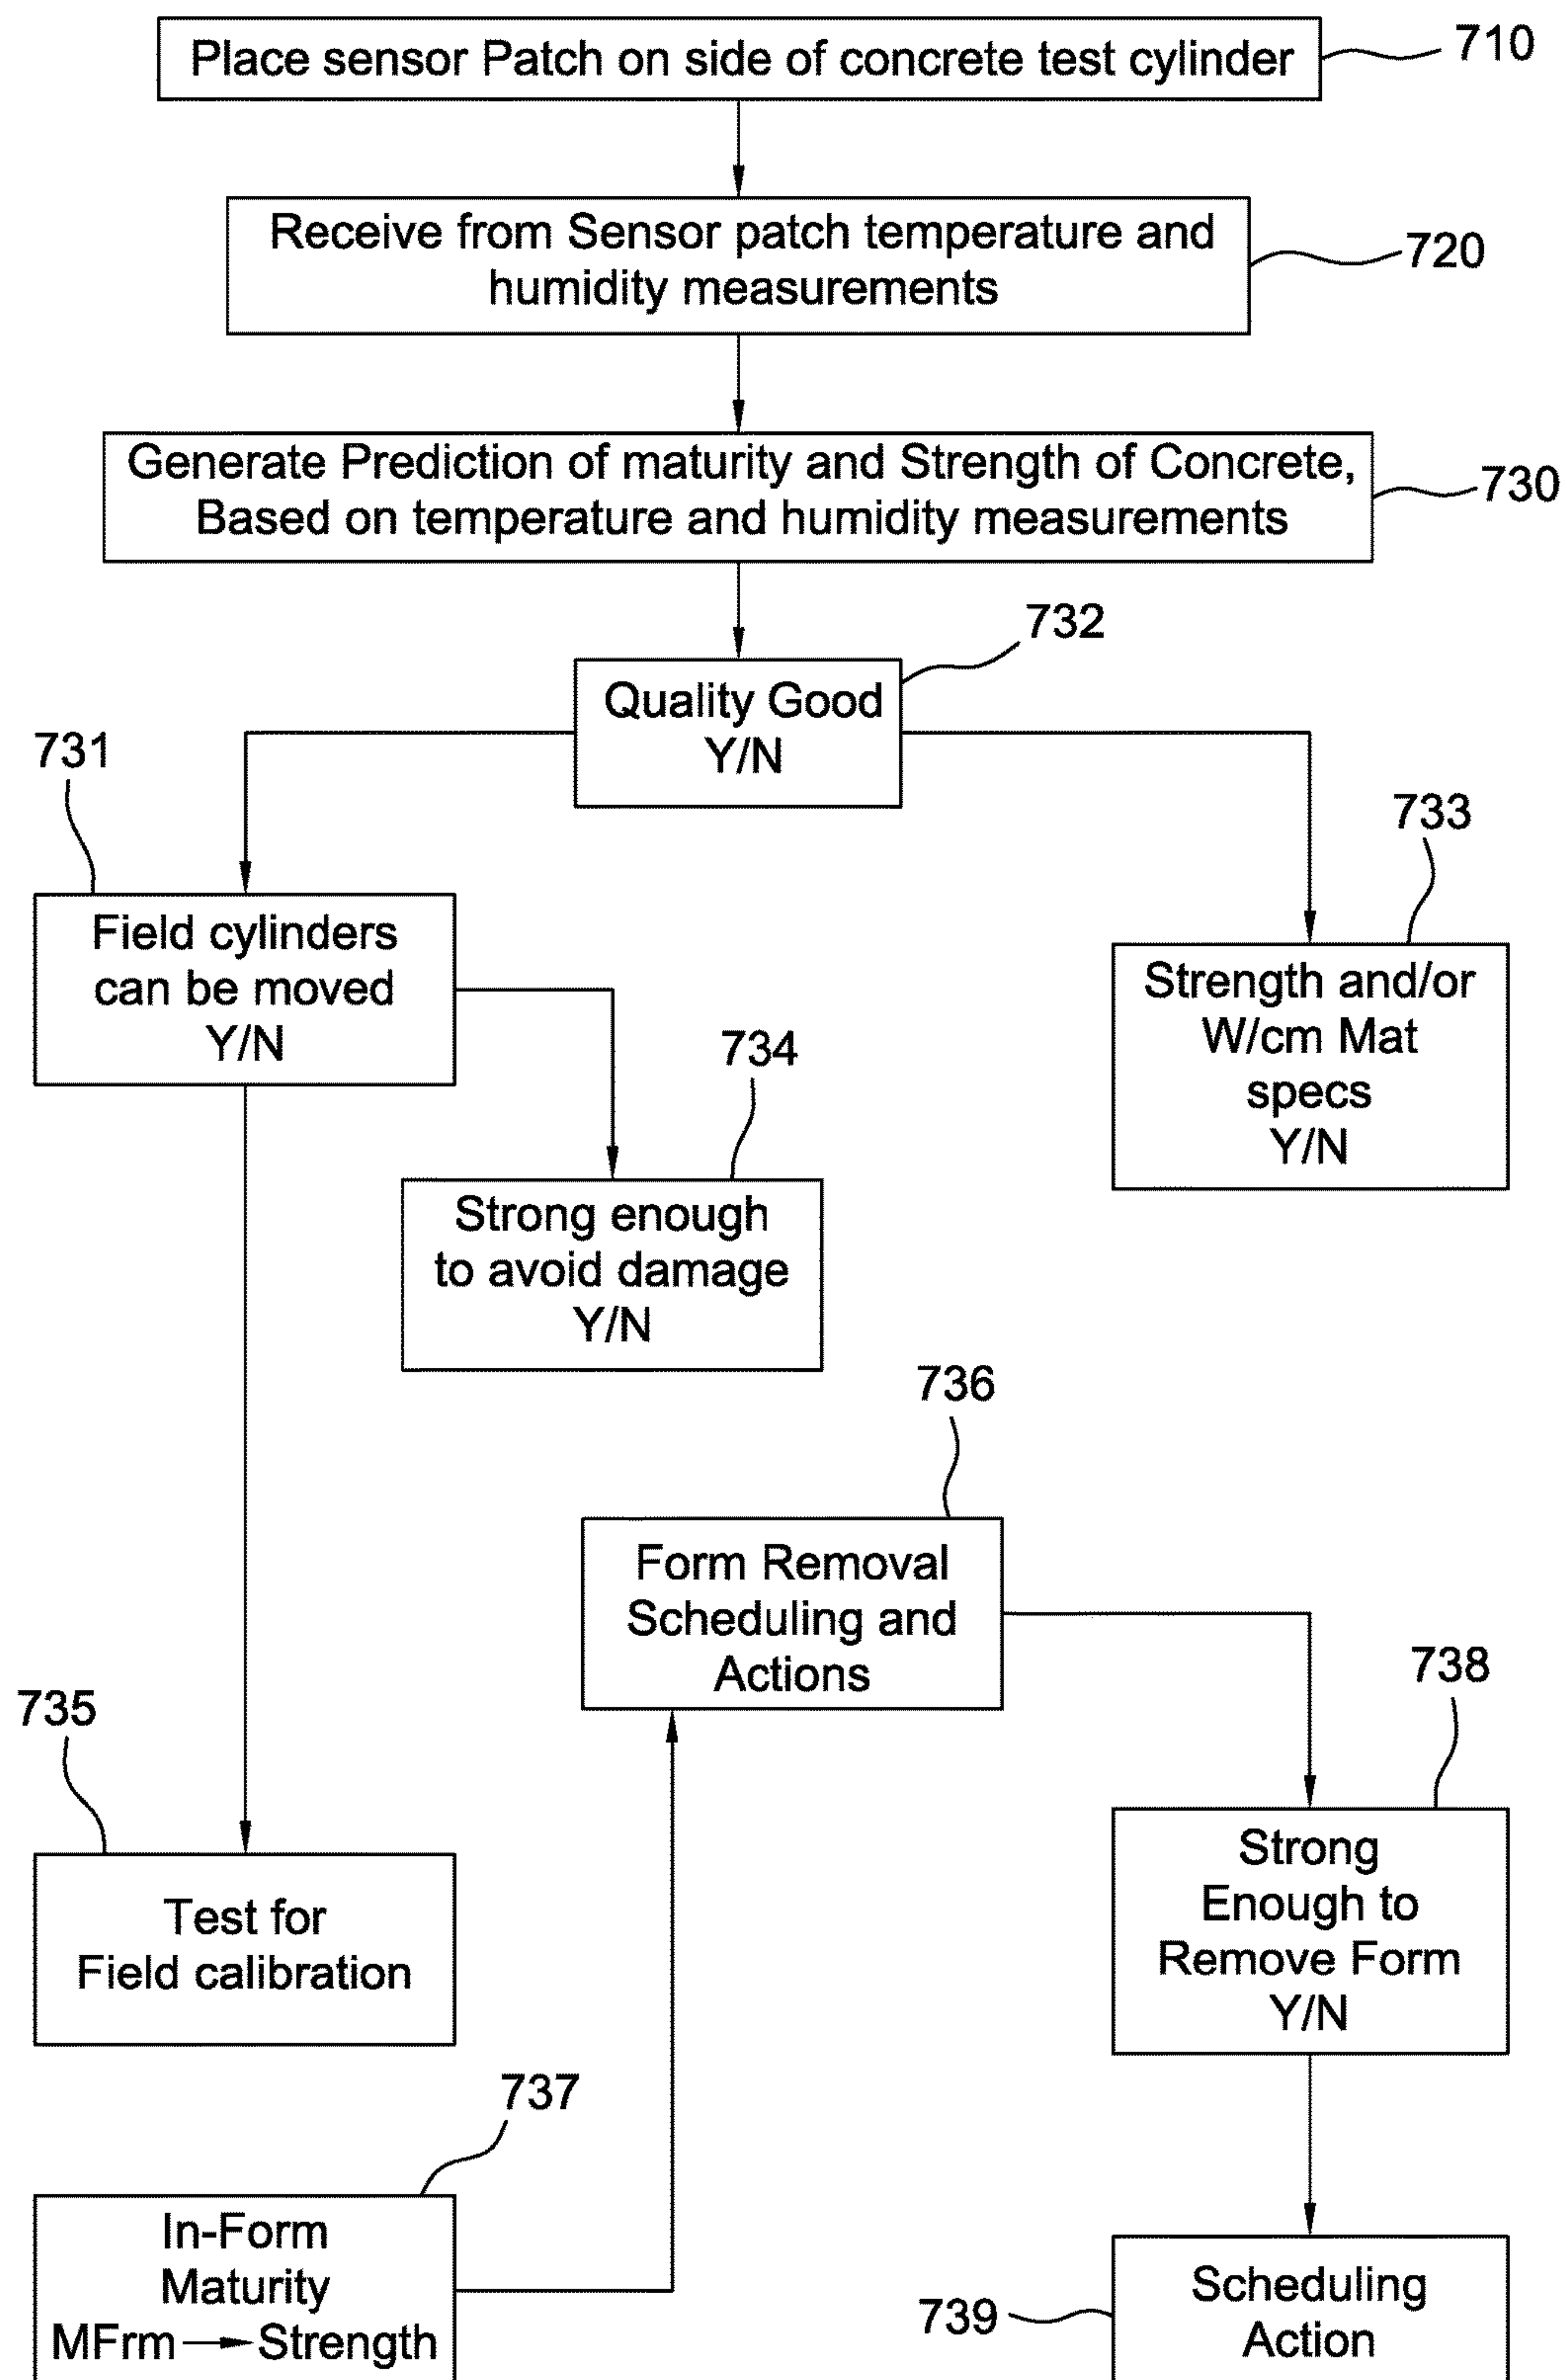 Place sensor Patch on side of concrete test cylinder
710
Receive from Sensor patch temperature and
humidity measurements
720
Generate Prediction of maturity and Strength of Concrete,
Based on temperature and humidity measurements
730
732
Quality Good
Y/N
731
Field cylinders
can be moved
Y/N
733
Strength and/or
W/cm Mat
specs
Y/N
734
Strong enough
to avoid damage
Y/N
736
Form Removal
Scheduling and
Actions
735
Test for
Field calibration
738
Strong
Enough to
Remove Form
Y/N
737
In-Form
Maturity
MFrm → Strength
739
Scheduling
Action